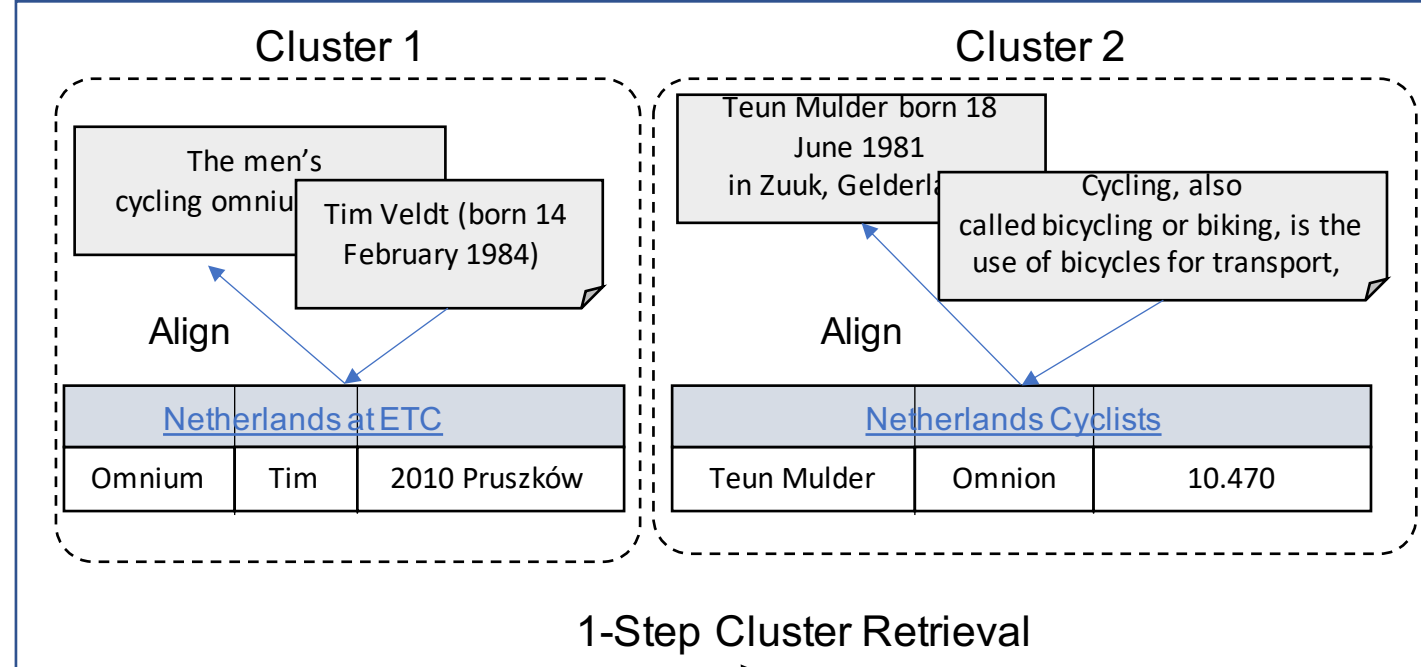 Cluster 1
The men's
cycling omniu
Tim Veldt (born 14
February 1984)
Align
Netherlands at ETC
Omnium Tim 2010 Pruszków
Cluster 2
Teun Mulder born 18
June 1981
in Zuuk, Gelderla
Cycling, also
called bicycling or biking, is the
use of bicycles for transport,
Align
Netherlands Cyclists
Teun Mulder Omnion 10.470
1-Step Cluster Retrieval